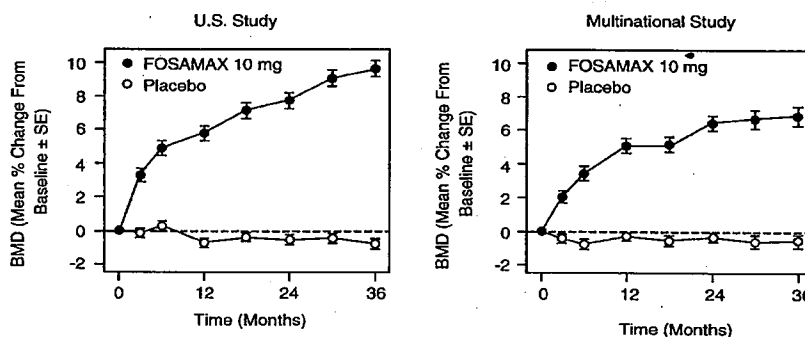 U.S. Study
BMD (Mean % Change From
Baseline ± SE)
10
8
6
4
2
0
-2
FOSAMAX 10 mg
Placebo
0 12 24 36
Time (Months)
Multinational Study
BMD (Mean % Change From
Baseline ± SE)
10
8
6
4
2
0
-2
FOSAMAX 10 mg
Placebo
0 12 24 36
Time (Months)